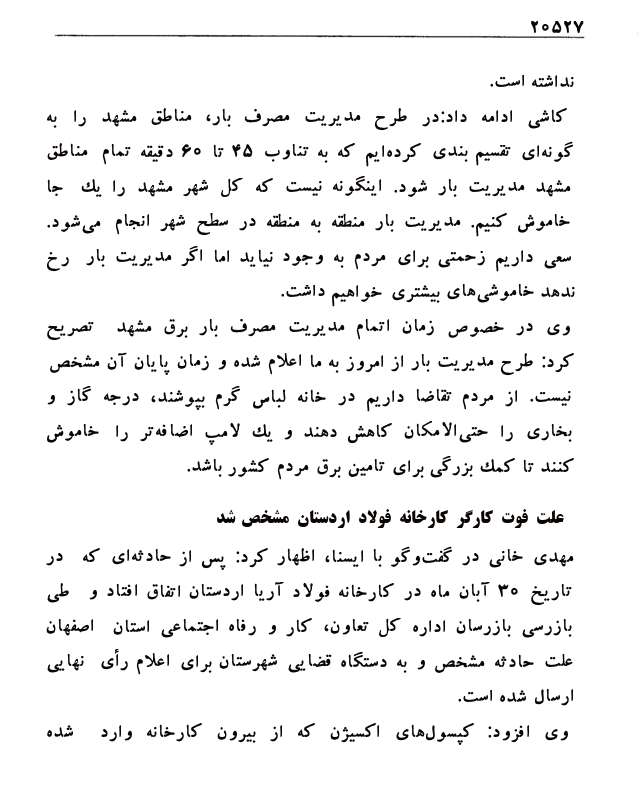 ۲۰۵۲۷
نداشته است.
کاشی ادامه داد:در طرح مدیریت مصرف بار، مناطق مشهد را به
گونه‌ای تقسیم بندی کرده‌ایم که به تناوب ۴۵ تا ۶۰ دقیقه تمام مناطق
مشهد مدیریت بار شود. اینگونه نیست که کل شهر مشهد را یك جا
خاموش کنیم. مدیریت بار منطقه به منطقه در سطح شهر انجام می‌شود.
سعی داریم زحمتی برای مردم به وجود نیاید اما اگر مدیریت بار رخ
ندهد خاموشی‌های بیشتری خواهیم داشت.
وی در خصوص زمان اتمام مدیریت مصرف بار برق مشهد تصریح
کرد: طرح مدیریت بار از امروز به ما اعلام شده و زمان پایان آن مشخص
نیست. از مردم تقاضا داریم در خانه لباس گرم بپوشند، درجه گاز و
بخاری را حتی‌الامکان کاهش دهند و یك لامپ اضافه‌تر را خاموش
کنند تا کمك بزرگی برای تامین برق مردم کشور باشد.
علت فوت کارگر کارخانه فولاد اردستان مشخص شد
مهدی خانی در گفت‌وگو با ایسنا، اظهار کرد: پس از حادثه‌ای که در
تاریخ ۳۰ آبان ماه در کارخانه فولاد آریا اردستان اتفاق افتاد و طی
بازرسی بازرسان اداره کل تعاون، کار و رفاه اجتماعی استان اصفهان
علت حادثه مشخص و به دستگاه قضایی شهرستان برای اعلام رأی نهایی
ارسال شده است.
وی افزود: کپسول‌های اکسیژن که از بیرون کارخانه وارد شده